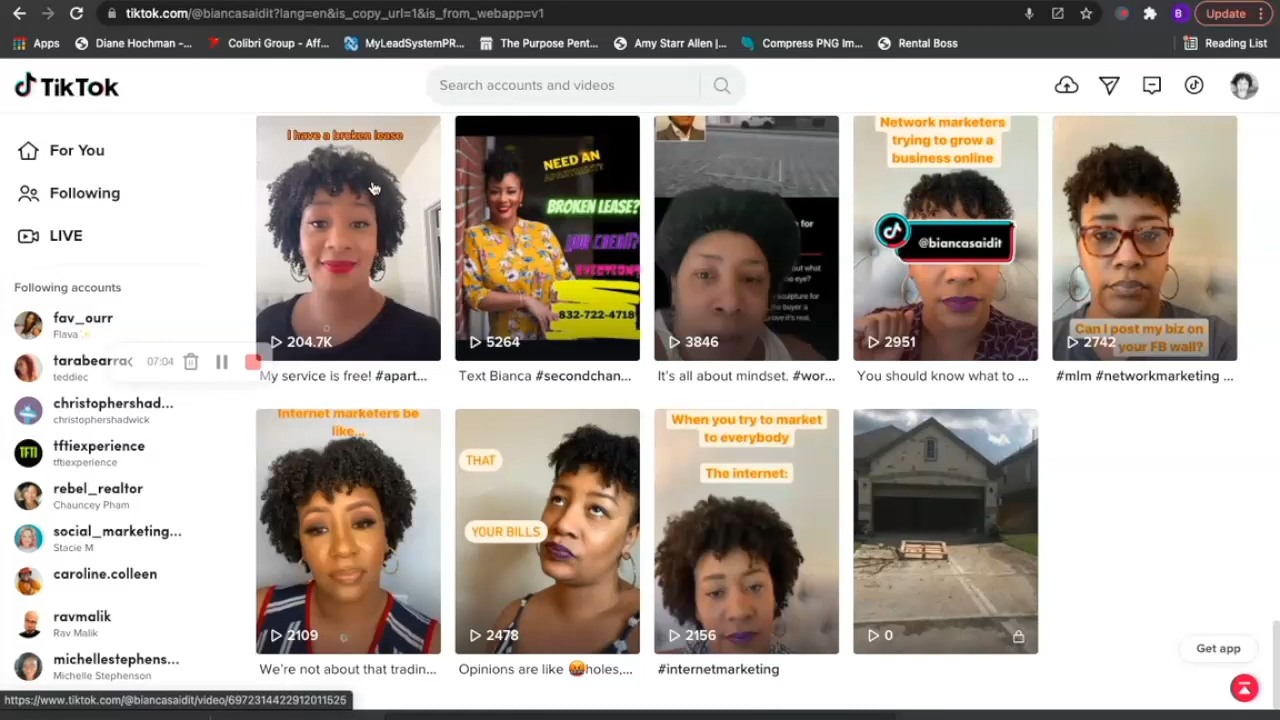 tiktok.com/@biancasaidit?lang=en&is_copy_url=1&is_from_webapp=v1
B
Update
Apps
Diane Hochman -...
Colibri Group - Aff...
MyLeadSystemPR...
The Purpose Pent...
Amy Starr Allen |...
Compress PNG Im...
Rental Boss
Reading List
TikTok
Search accounts and videos
For You
Following
LIVE
Following accounts
fav_ourr
Flava
tarabearra
teddiec
07:04
christophershad...
christophershadwick
TFTI
tftiexperience
tftiexperience
rebel_realtor
Chauncey Pham
social_marketing...
Stacie M
caroline.colleen
ravmalik
Rav Malik
michellestephens...
Michelle Stephenson
I have a broken lease
204.7K
My service is free! #apart...
NEED AN
APARTMENT?
BROKEN LEASE?
BAD CREDIT?
EVICTION?
832-722-4718
5264
Text Bianca #secondchan...
3846
It's all about mindset. #wor...
Network marketers
trying to grow a
business online
@biancasaidit
2951
You should know what to ...
Can I post my biz on
your FB wall?
2742
#mlm #networkmarketing ...
Internet marketers be
like...
2109
We're not about that tradin...
THAT
YOUR BILLS
2478
Opinions are like 🤬holes,...
When you try to market
to everybody
The internet:
2156
#internetmarketing
0
Get app
https://www.tiktok.com/@biancasaidit/video/6972314422912011525